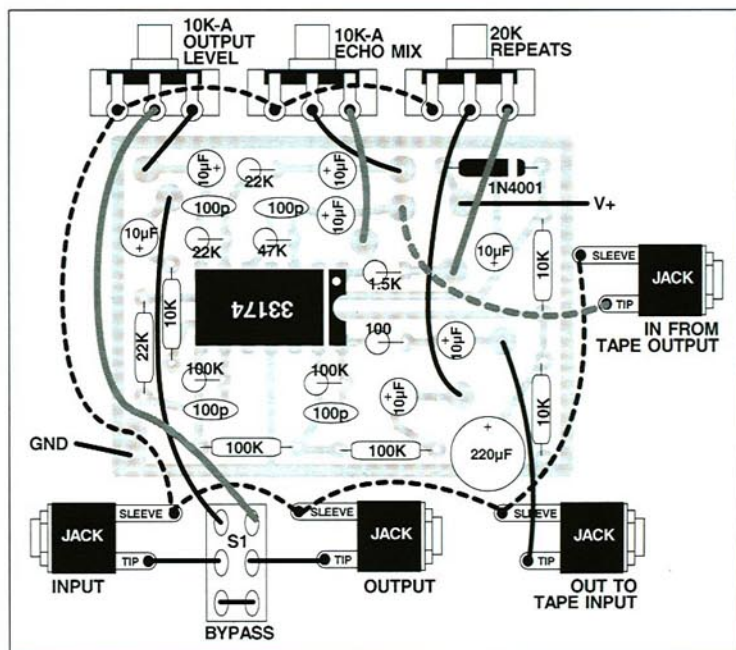 10K-A
OUTPUT
LEVEL
10K-A
ECHO MIX
20K
REPEATS
10µF
+
22K
10µF
+
1N4001
100p
100p
10µF
+
V+
10µF
+
22K
47K
10µF
+
10K
SLEEVE
JACK
1.5K
TIP
33174
IN FROM
TAPE OUTPUT
22K
10K
100
10µF
+
100K
100K
100p
100p
10µF
+
10K
100K
100K
+
220µF
GND
JACK
SLEEVE
TIP
INPUT
S1
BYPASS
SLEEVE
JACK
TIP
OUTPUT
SLEEVE
JACK
TIP
OUT TO
TAPE INPUT